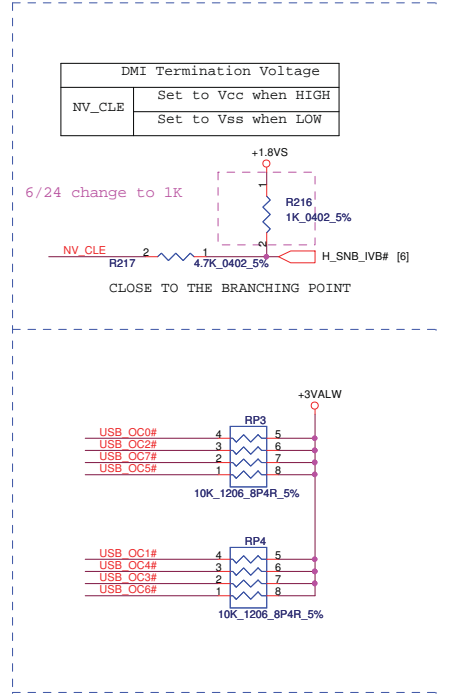 DMI Termination Voltage
NV_CLE
Set to Vcc when HIGH
Set to Vss when LOW
+1.8VS
6/24 change to 1K
1
R216
1K_0402_5%
2
NV_CLE
R217
2
1
4.7K_0402_5%
H_SNB_IVB# [6]
CLOSE TO THE BRANCHING POINT
+3VALW
RP3
USB_OC0# 4 5
USB_OC2# 3 6
USB_OC7# 2 7
USB_OC5# 1 8
10K_1206_8P4R_5%
RP4
USB_OC1# 4 5
USB_OC4# 3 6
USB_OC3# 2 7
USB_OC6# 1 8
10K_1206_8P4R_5%